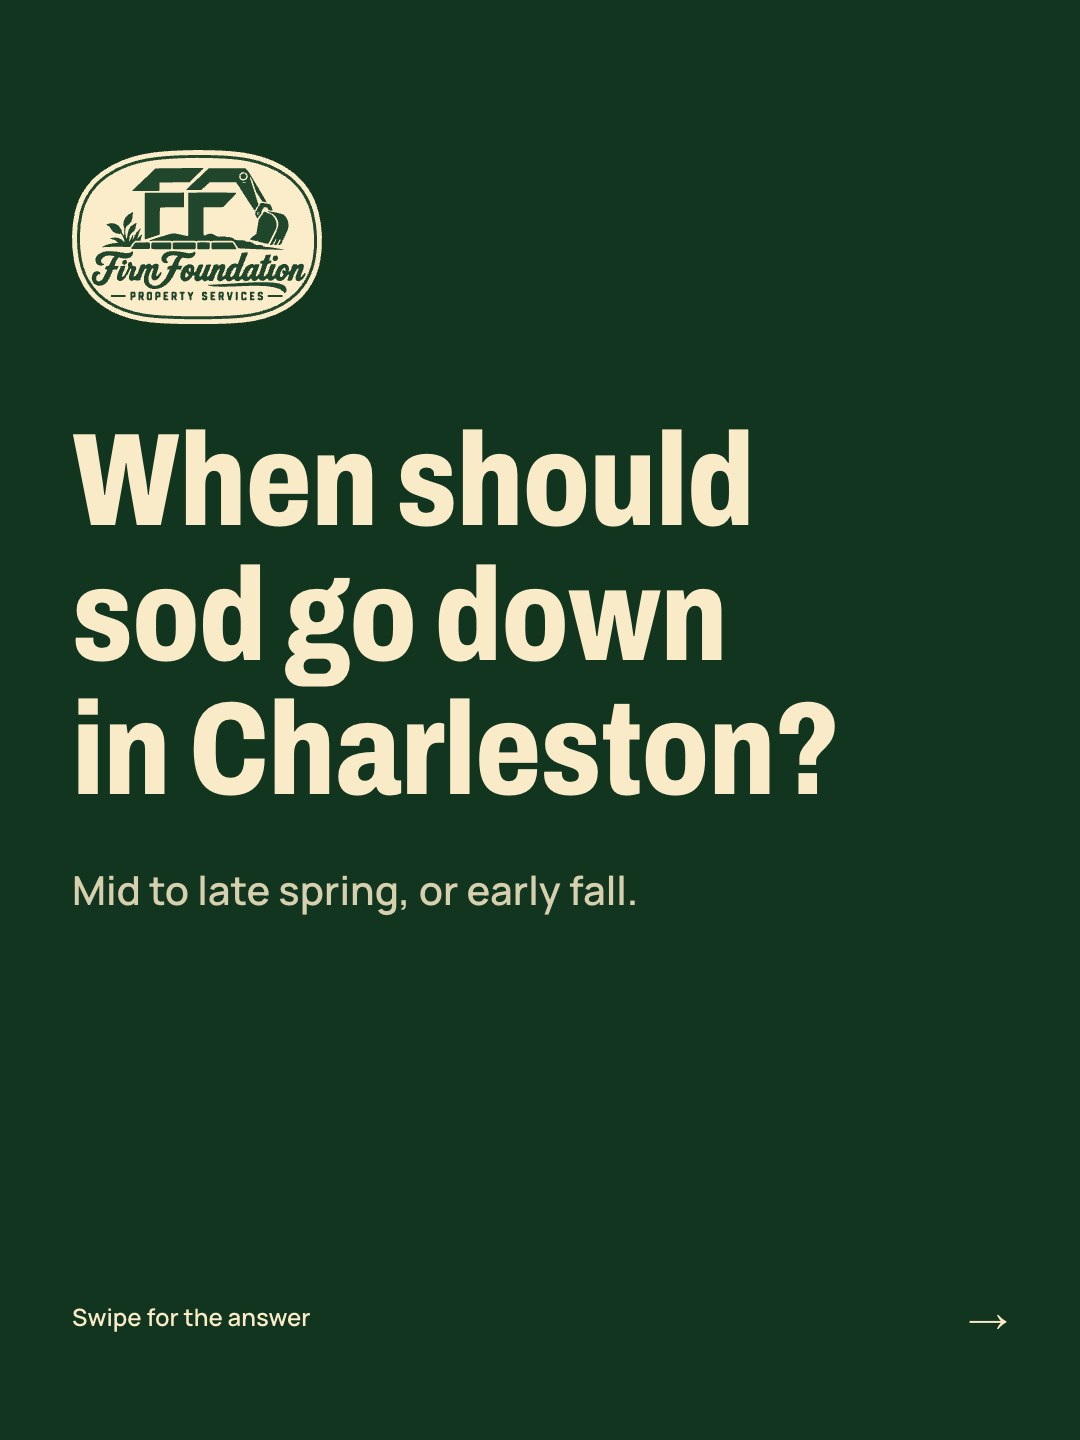 FF
Firm Foundation
PROPERTY SERVICES
When should
sod go down
in Charleston?
Mid to late spring, or early fall.
Swipe for the answer